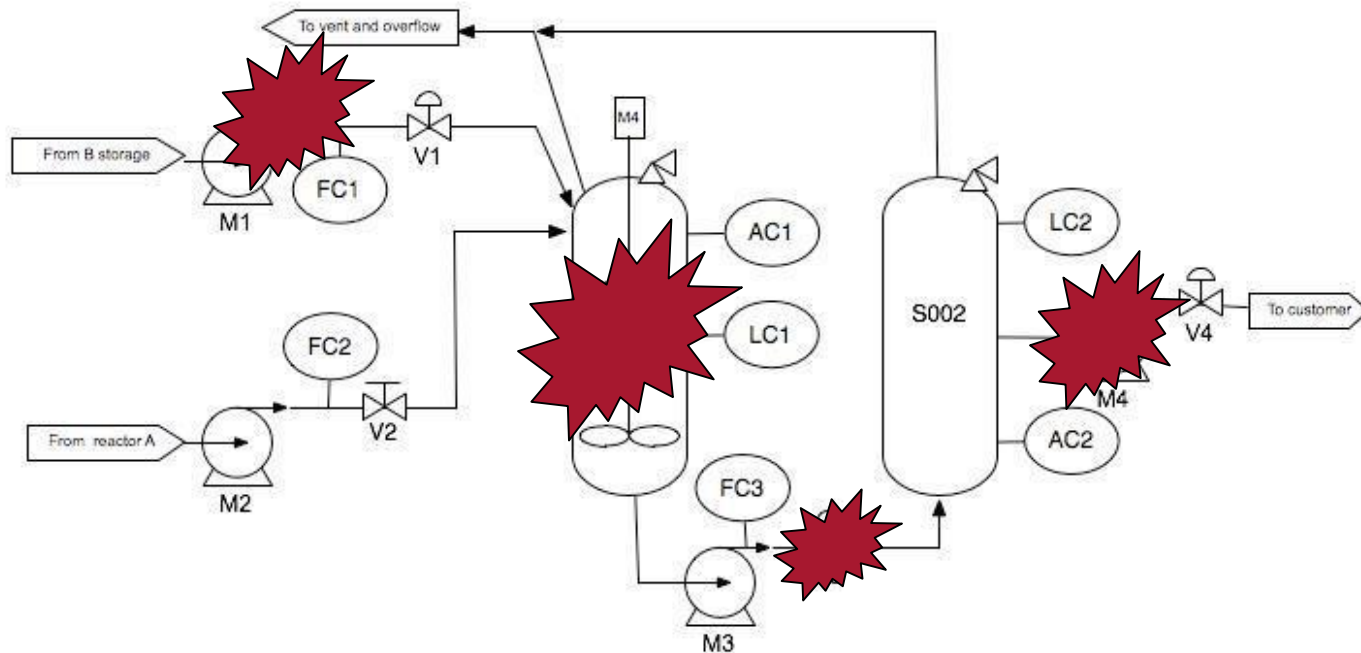 To vent and overflow
M4
From B storage
V1
FC1
M1
AC1
LC2
FC2
LC1
S002
To customer
V4
V2
M4
From reactor A
AC2
M2
FC3
M3